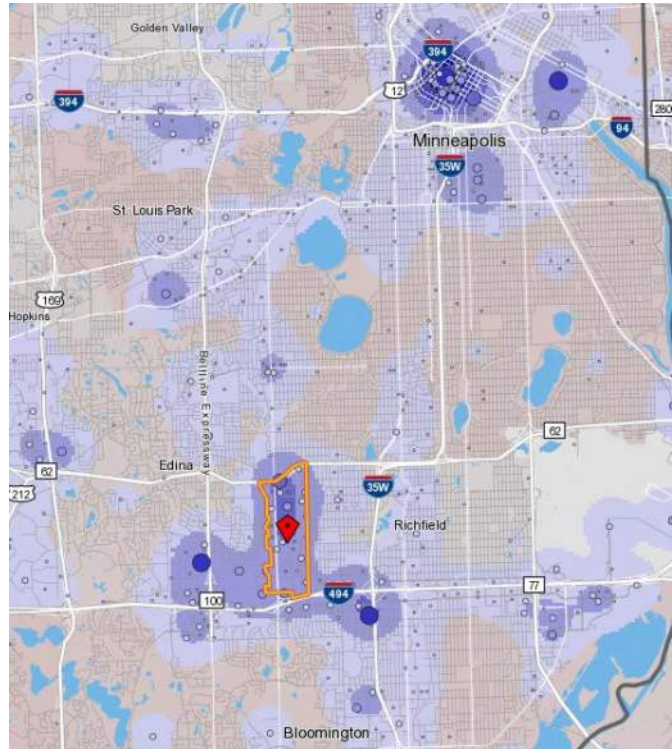 Golden Valley
394
394
12
Minneapolis
280
94
35W
St. Louis Park
169
Hopkins
Beltline Expressway
62
Edina
62
35W
212
Richfield
77
494
100
Bloomington